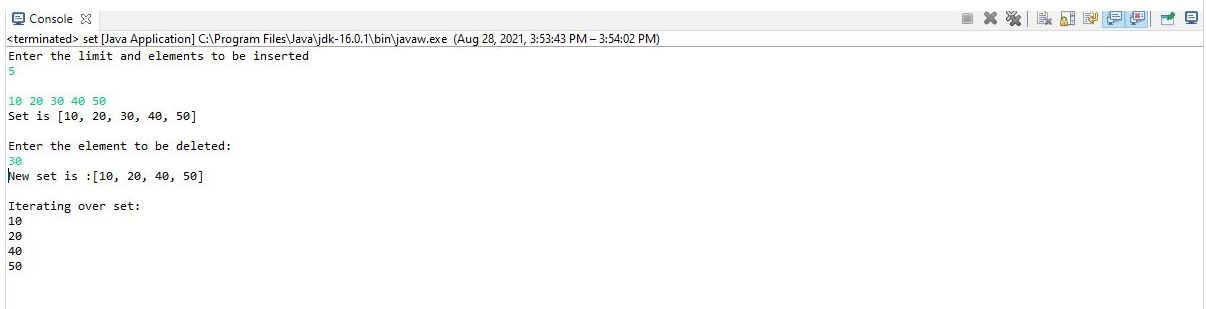 Console
<terminated> set [Java Application] C:\Program Files\Java\jdk-16.0.1\bin\javaw.exe (Aug 28, 2021, 3:53:43 PM – 3:54:02 PM)
Enter the limit and elements to be inserted
5
10 20 30 40 50
Set is [10, 20, 30, 40, 50]
Enter the element to be deleted:
30
New set is :[10, 20, 40, 50]
Iterating over set:
10
20
40
50